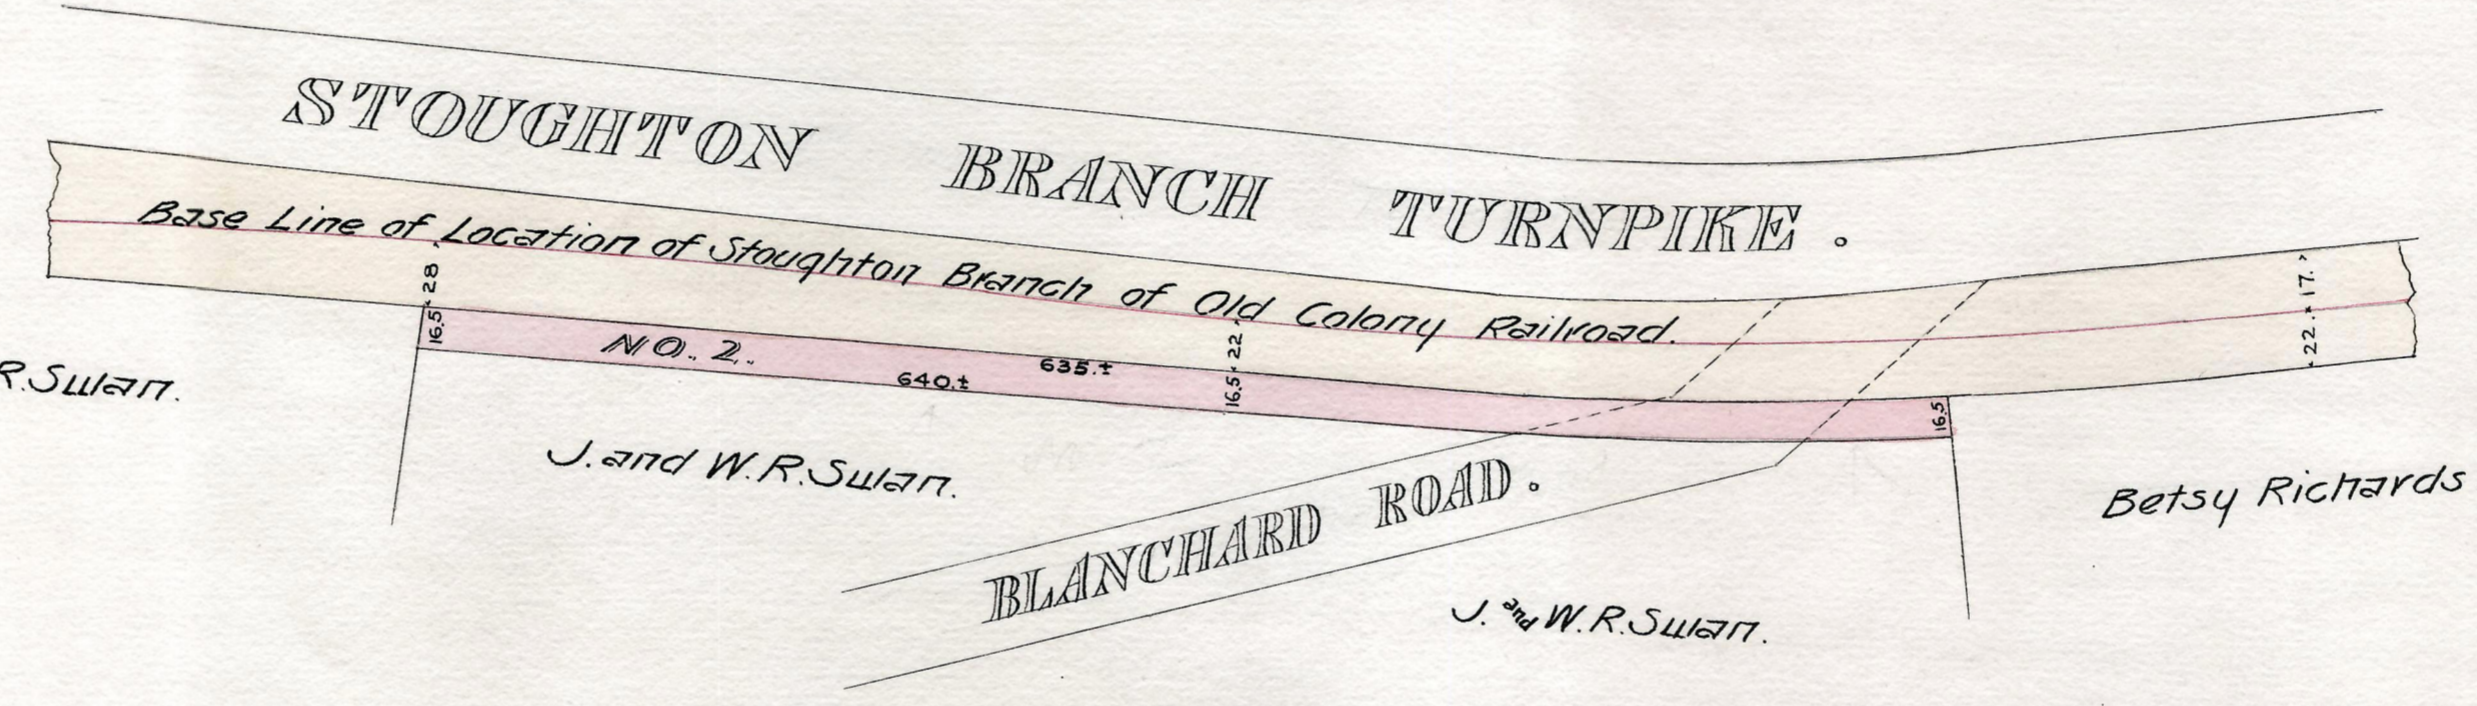 STOUGHTON BRANCH TURNPIKE.
Base Line of Location of Stoughton Branch of Old Colony Railroad.
28
16.5
NO. 2.
640.±
635.±
22
16.5
17.
22.
16.5
R. Swan.
J. and W. R. Swan.
BLANCHARD ROAD.
J. and W. R. Swan.
Betsy Richards